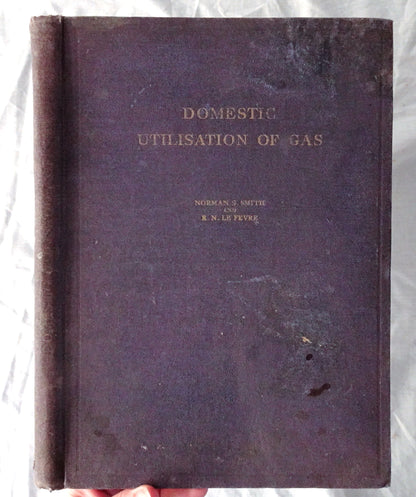 DOMESTIC
UTILISATION OF GAS
NORMAN S. SMITH
AND
R. N. LE FEVRE